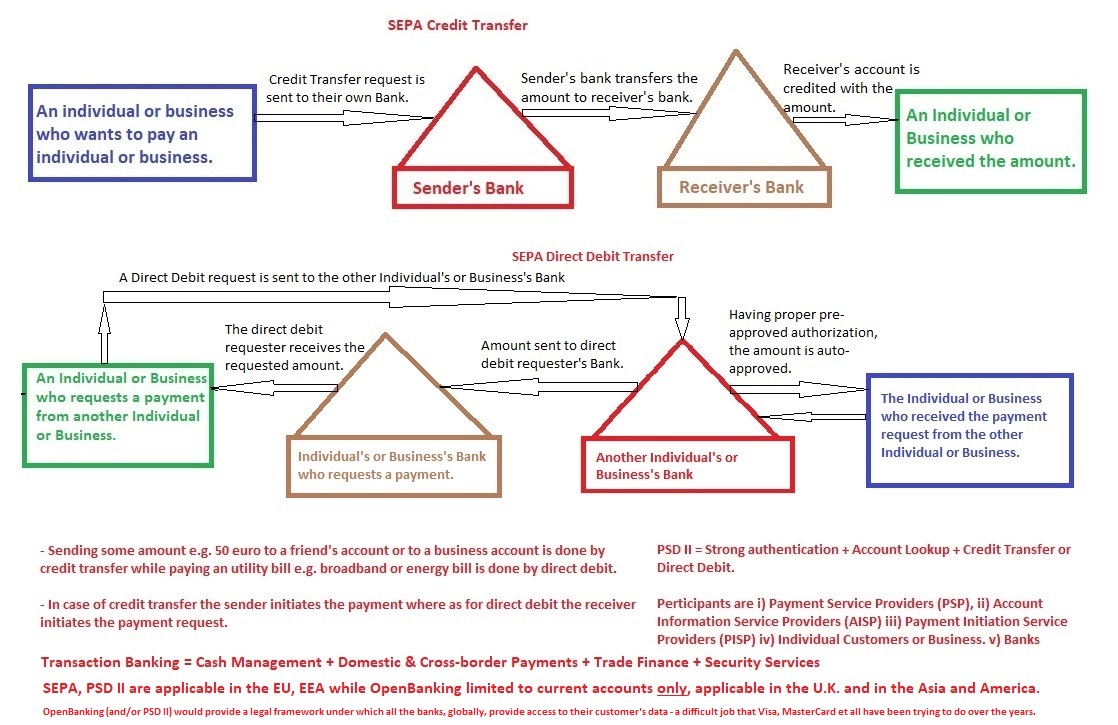 SEPA Credit Transfer
Credit Transfer request is
sent to their own Bank.
Sender's bank transfers the
amount to receiver's bank.
Receiver's account is
credited with the
amount.
An individual or business
who wants to pay an
individual or business.
Sender's Bank
Receiver's Bank
An Individual or
Business who
received the amount.
SEPA Direct Debit Transfer
A Direct Debit request is sent to the other Individual's or Business's Bank
The direct debit
requester receives the
requested amount.
Amount sent to direct
debit requester's Bank.
Having proper pre-
approved authorization,
the amount is auto-
approved.
An Individual or Business
who requests a payment
from another Individual
or Business.
Individual's or Business's Bank
who requests a payment.
Another Individual's or
Business's Bank
The Individual or Business
who received the payment
request from the other
Individual or Business.
- Sending some amount e.g. 50 euro to a friend's account or to a business account is done by
credit transfer while paying an utility bill e.g. broadband or energy bill is done by direct debit.
- In case of credit transfer the sender initiates the payment where as for direct debit the receiver
initiates the payment request.
PSD II = Strong authentication + Account Lookup + Credit Transfer or
Direct Debit.
Perticipants are i) Payment Service Providers (PSP), ii) Account
Information Service Providers (AISP) iii) Payment Initiation Service
Providers (PISP) iv) Individual Customers or Business. v) Banks
Transaction Banking = Cash Management + Domestic & Cross-border Payments + Trade Finance + Security Services
SEPA, PSD II are applicable in the EU, EEA while OpenBanking limited to current accounts only, applicable in the U.K. and in the Asia and America.
OpenBanking (and/or PSD II) would provide a legal framework under which all the banks, globally, provide access to their customer's data - a difficult job that Visa, MasterCard et all have been trying to do over the years.